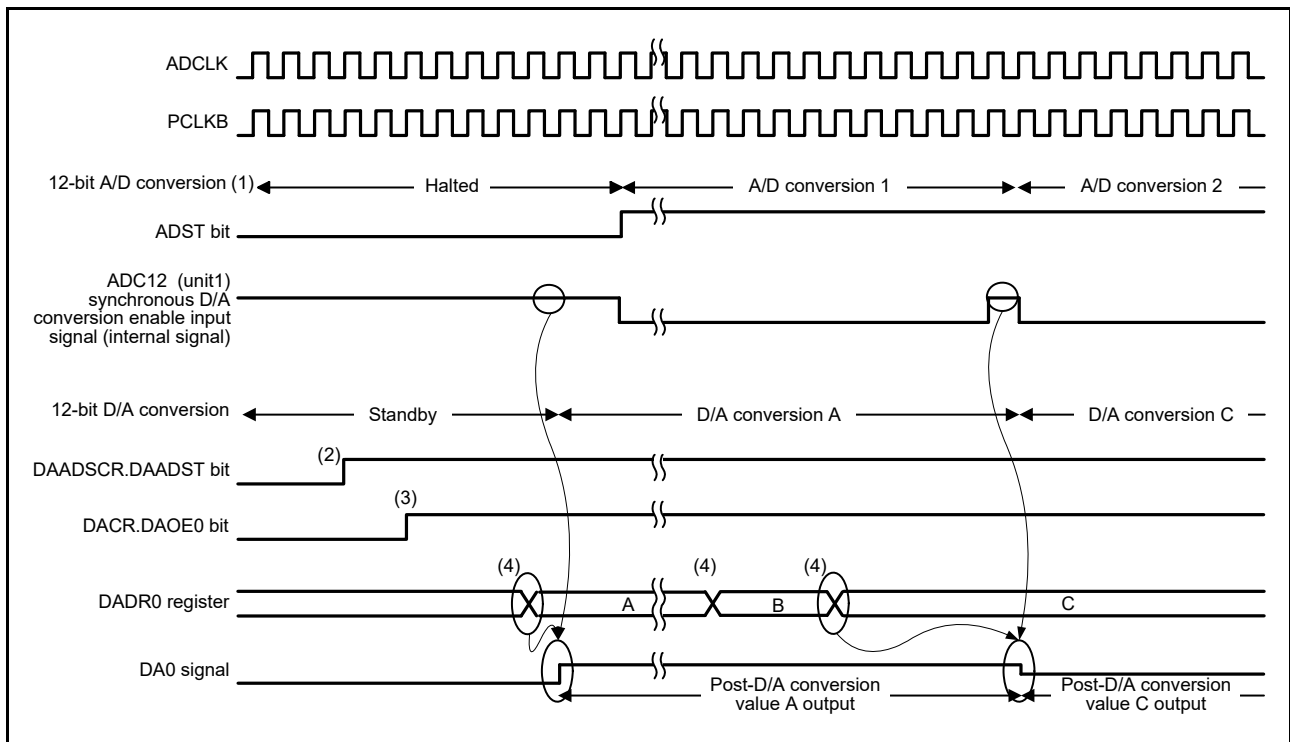 ADCLK
PCLKB
12-bit A/D conversion (1)
Halted
A/D conversion 1
A/D conversion 2
ADST bit
ADC12 (unit1)
synchronous D/A
conversion enable input
signal (internal signal)
12-bit D/A conversion
Standby
D/A conversion A
D/A conversion C
DAADSCR.DAADST bit
(2)
DACR.DAOE0 bit
(3)
(4)
(4)
(4)
DADR0 register
A
B
C
DA0 signal
Post-D/A conversion
value A output
Post-D/A conversion
value C output